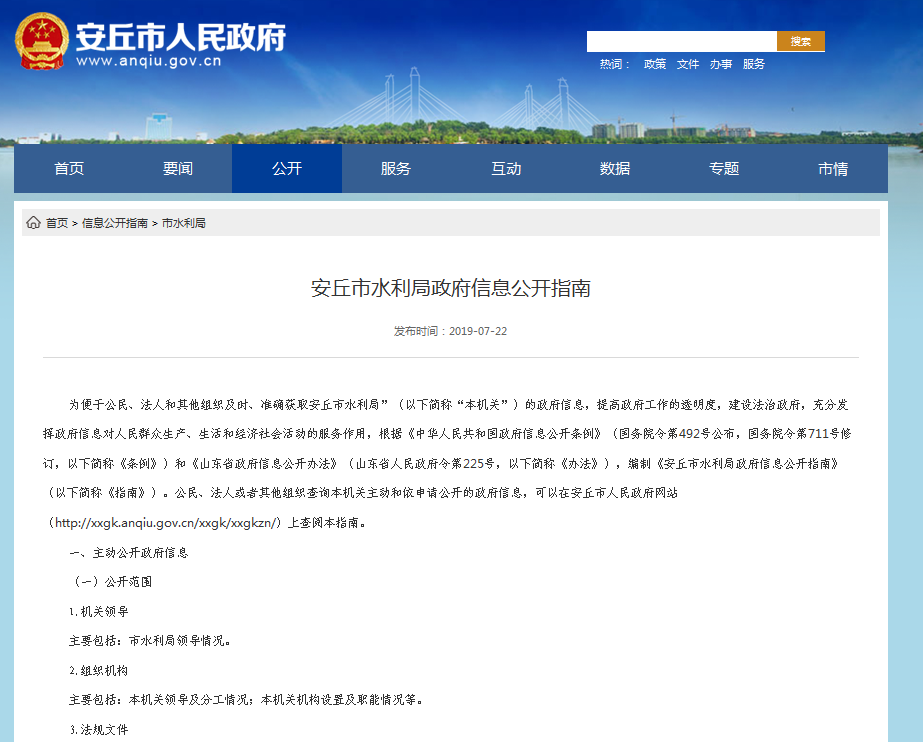 安丘市人民政府
www.anqiu.gov.cn
搜索
热词： 政策 文件 办事 服务
首页 要闻 公开 服务 互动 数据 专题 市情
首页 > 信息公开指南 > 市水利局
安丘市水利局政府信息公开指南
发布时间：2019-07-22
为便于公民、法人和其他组织及时、准确获取安丘市水利局”（以下简称“本机关”）的政府信息，提高政府工作的透明度，建设法治政府，充分发
挥政府信息对人民群众生产、生活和经济社会活动的服务作用，根据《中华人民共和国政府信息公开条例》（国务院令第492号公布，国务院令第711号修
订，以下简称《条例》）和《山东省政府信息公开办法》（山东省人民政府令第225号，以下简称《办法》），编制《安丘市水利局政府信息公开指南》
（以下简称《指南》）。公民、法人或者其他组织查询本机关主动和依申请公开的政府信息，可以在安丘市人民政府网站
（http://xxgk.anqiu.gov.cn/xxgk/xxgkzn/）上查阅本指南。
一、主动公开政府信息
（一）公开范围
1.机关领导
主要包括：市水利局领导情况。
2.组织机构
主要包括：本机关领导及分工情况；本机关机构设置及职能情况等。
3.法规文件